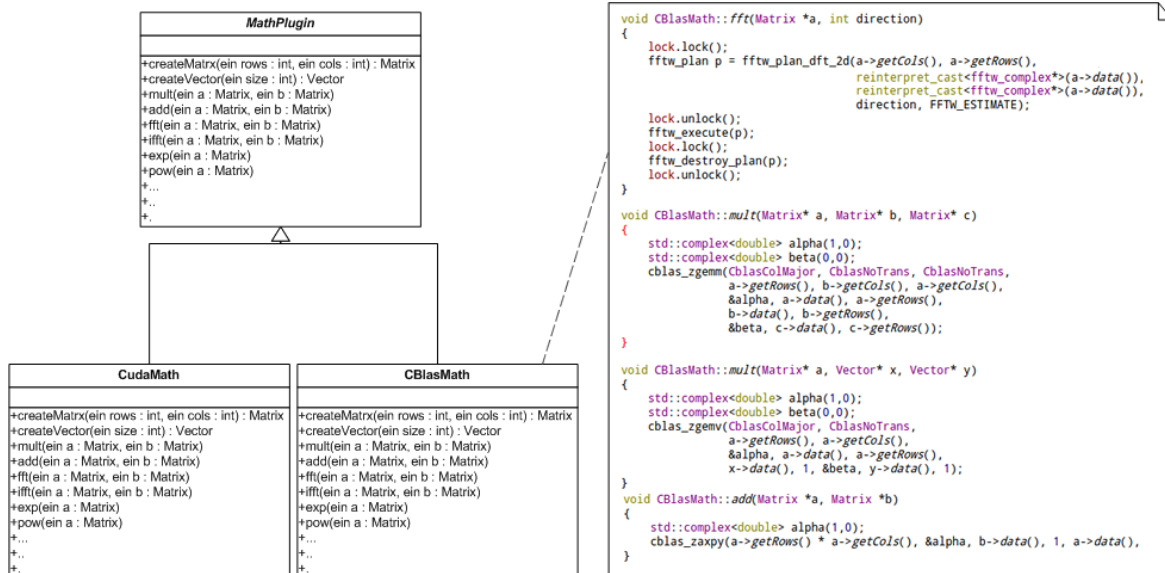 MathPlugin
+createMatrx(ein rows : int, ein cols : int) : Matrix
+createVector(ein size : int) : Vector
+mult(ein a : Matrix, ein b : Matrix)
+add(ein a : Matrix, ein b : Matrix)
+fft(ein a : Matrix, ein b : Matrix)
+ifft(ein a : Matrix, ein b : Matrix)
+exp(ein a : Matrix)
+pow(ein a : Matrix)
+...
+..
+.
CudaMath
+createMatrx(ein rows : int, ein cols : int) : Matrix
+createVector(ein size : int) : Vector
+mult(ein a : Matrix, ein b : Matrix)
+add(ein a : Matrix, ein b : Matrix)
+fft(ein a : Matrix, ein b : Matrix)
+ifft(ein a : Matrix, ein b : Matrix)
+exp(ein a : Matrix)
+pow(ein a : Matrix)
+...
+..
+.
CBlasMath
+createMatrx(ein rows : int, ein cols : int) : Matrix
+createVector(ein size : int) : Vector
+mult(ein a : Matrix, ein b : Matrix)
+add(ein a : Matrix, ein b : Matrix)
+fft(ein a : Matrix, ein b : Matrix)
+ifft(ein a : Matrix, ein b : Matrix)
+exp(ein a : Matrix)
+pow(ein a : Matrix)
+...
+..
+.
void CBlasMath::fft(Matrix *a, int direction)
{
lock.lock();
fftw_plan p = fftw_plan_dft_2d(a->getCols(), a->getRows(),
reinterpret_cast<fftw_complex*>(a->data()),
reinterpret_cast<fftw_complex*>(a->data()),
direction, FFTW_ESTIMATE);
lock.unlock();
fftw_execute(p);
lock.lock();
fftw_destroy_plan(p);
lock.unlock();
}
void CBlasMath::mult(Matrix* a, Matrix* b, Matrix* c)
{
std::complex<double> alpha(1,0);
std::complex<double> beta(0,0);
cblas_zgemm(CblasColMajor, CblasNoTrans, CblasNoTrans,
a->getRows(), b->getCols(), a->getCols(),
&alpha, a->data(), a->getRows(),
b->data(), b->getRows(),
&beta, c->data(), c->getRows());
}
void CBlasMath::mult(Matrix* a, Vector* x, Vector* y)
{
std::complex<double> alpha(1,0);
std::complex<double> beta(0,0);
cblas_zgemv(CblasColMajor, CblasNoTrans,
a->getRows(), a->getCols(),
&alpha, a->data(), a->getRows(),
x->data(), 1, &beta, y->data(), 1);
}
void CBlasMath::add(Matrix *a, Matrix *b)
{
std::complex<double> alpha(1,0);
cblas_zaxpy(a->getRows() * a->getCols(), &alpha, b->data(), 1, a->data(),
}